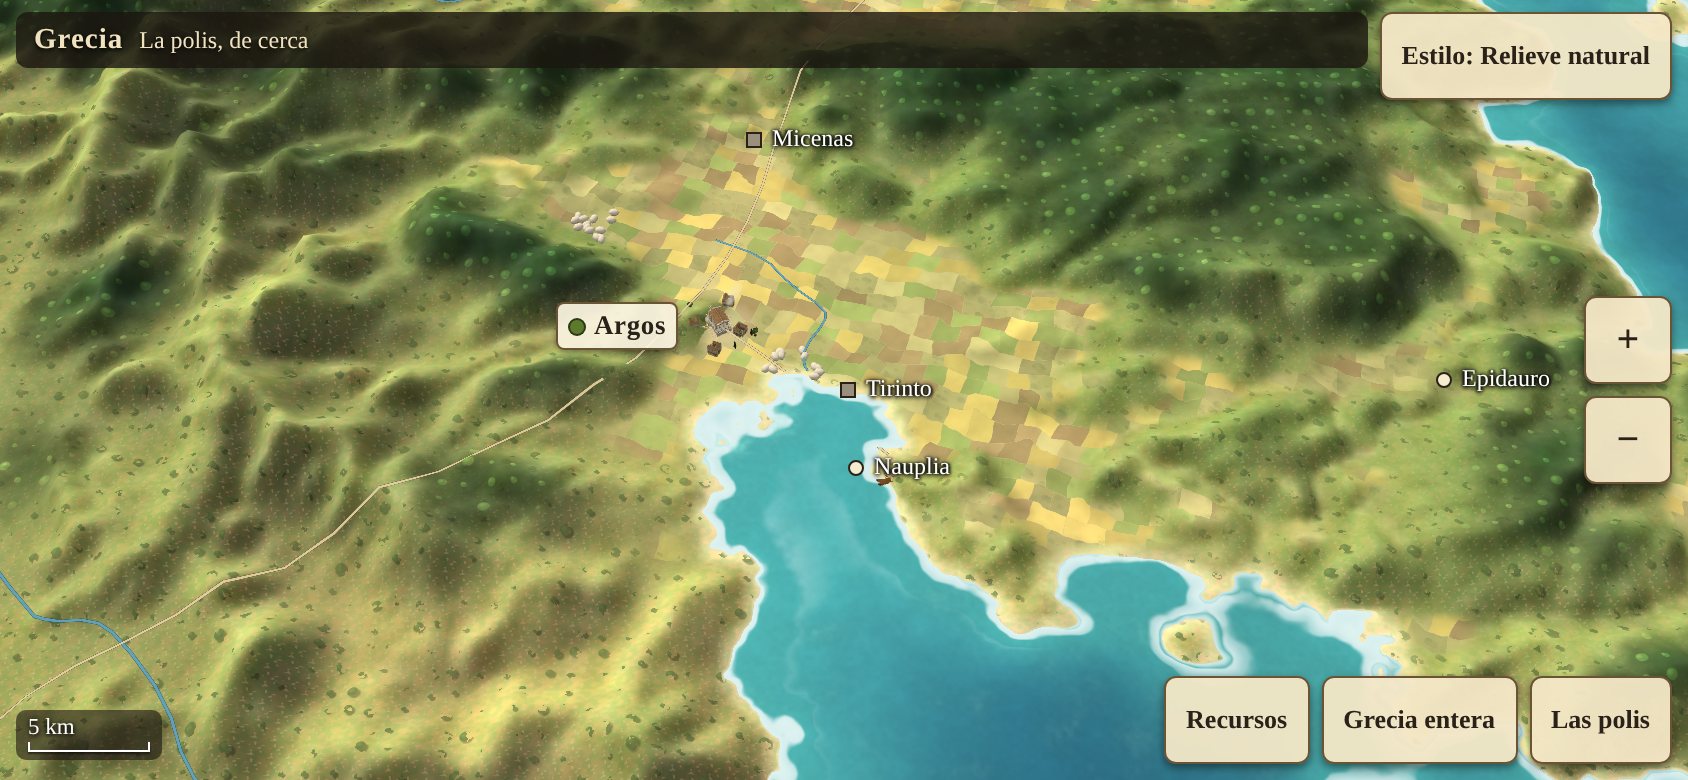 Grecia La polis, de cerca
Estilo: Relieve natural
Micenas
Argos
+
Tirinto
Epidauro
−
Nauplia
5 km
Recursos
Grecia entera
Las polis